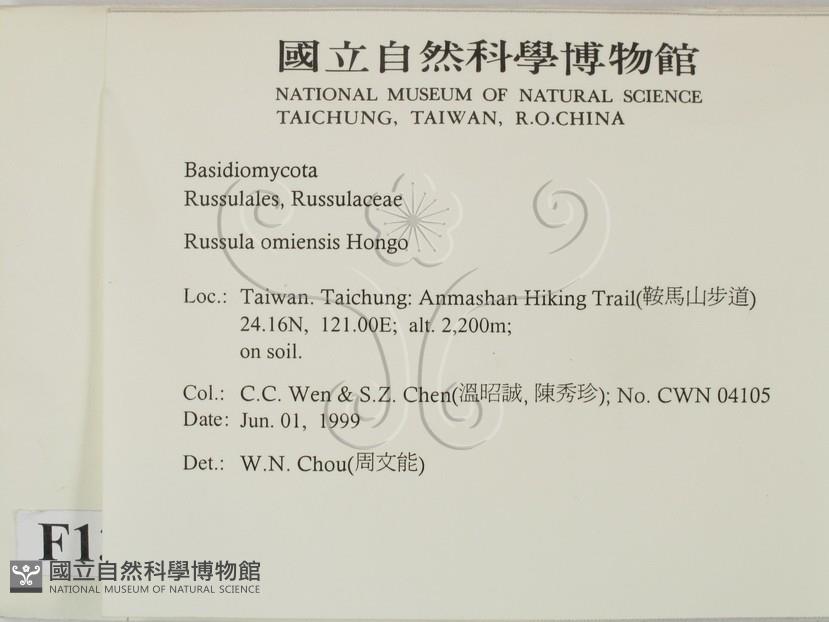 國立自然科學博物館
NATIONAL MUSEUM OF NATURAL SCIENCE
TAICHUNG, TAIWAN, R.O.CHINA
Basidiomycota
Russulales, Russulaceae
Russula omiensis Hongo
Loc.: Taiwan. Taichung: Anmashan Hiking Trail(鞍馬山步道)
24.16N, 121.00E; alt. 2,200m;
on soil.
Col.: C.C. Wen & S.Z. Chen(溫昭誠, 陳秀珍); No. CWN 04105
Date: Jun. 01, 1999
Det.: W.N. Chou(周文能)
國立自然科學博物館
NATIONAL MUSEUM OF NATURAL SCIENCE